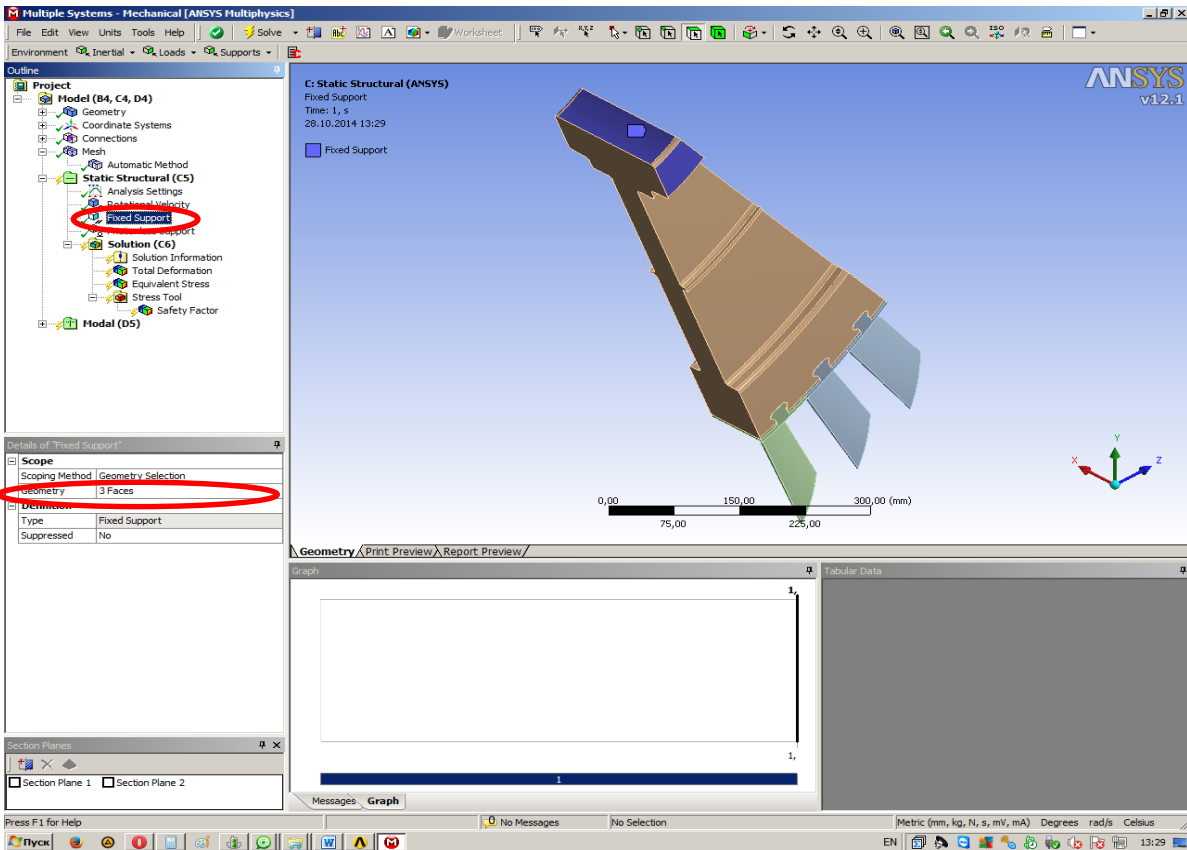 Multiple Systems - Mechanical [ANSYS Multiphysics]
File Edit View Units Tools Help Solve Worksheet
Environment Inertial Loads Supports
Outline
Project
Model (B4, C4, D4)
Geometry
Coordinate Systems
Connections
Mesh
Automatic Method
Static Structural (C5)
Analysis Settings
Rotational Velocity
Fixed Support
Support
Solution (C6)
Solution Information
Total Deformation
Equivalent Stress
Stress Tool
Safety Factor
Modal (D5)
C: Static Structural (ANSYS)
Fixed Support
Time: 1, s
28.10.2014 13:29
Fixed Support
ANSYS
v12.1
Y
X
Z
0,00 150,00 300,00 (mm)
75,00 225,00
Details of "Fixed Support"
Scope
Scoping Method Geometry Selection
Geometry 3 Faces
Definition
Type Fixed Support
Suppressed No
Geometry Print Preview Report Preview
Graph
1,
1,
1
Messages Graph
Tabular Data
Section Planes
Section Plane 1 Section Plane 2
Press F1 for Help 0 No Messages No Selection Metric (mm, kg, N, s, mV, mA) Degrees rad/s Celsius
Пуск EN 13:29